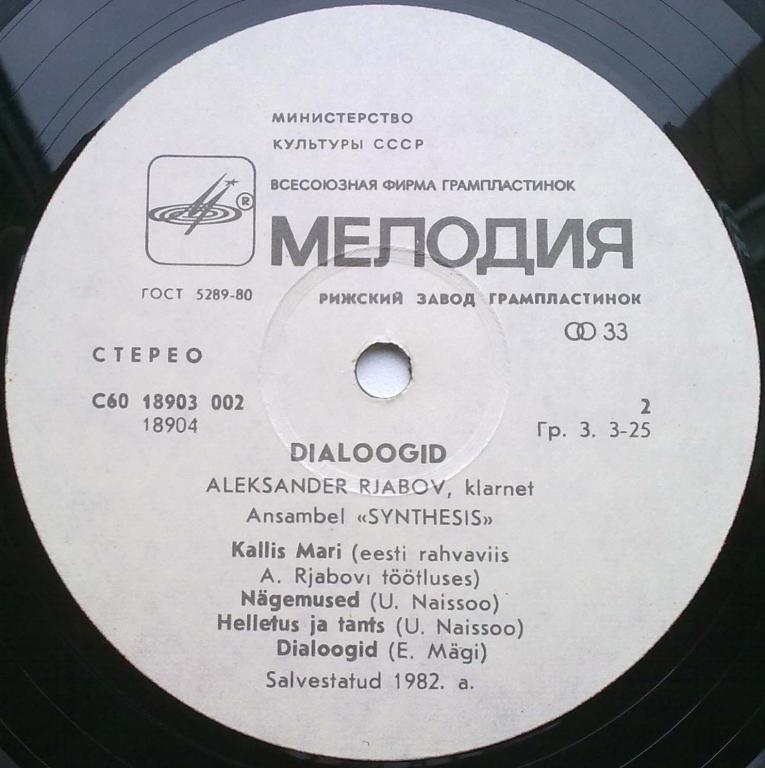 МИНИСТЕРСТВО
КУЛЬТУРЫ СССР
ВСЕСОЮЗНАЯ ФИРМА ГРАМПЛАСТИНОК
®
МЕЛОДИЯ
ГОСТ 5289-80
РИЖСКИЙ ЗАВОД ГРАМПЛАСТИНОК
33
СТЕРЕО
С60 18903 002
18904
2
Гр. 3. 3-25
DIALOOGID
ALEKSANDER RJABOV, klarnet
Ansambel «SYNTHESIS»
Kallis Mari (eesti rahvaviis
A. Rjabovi töötluses)
Nägemused (U. Naissoo)
Helletus ja tants (U. Naissoo)
Dialoogid (E. Mägi)
Salvestatud 1982. a.